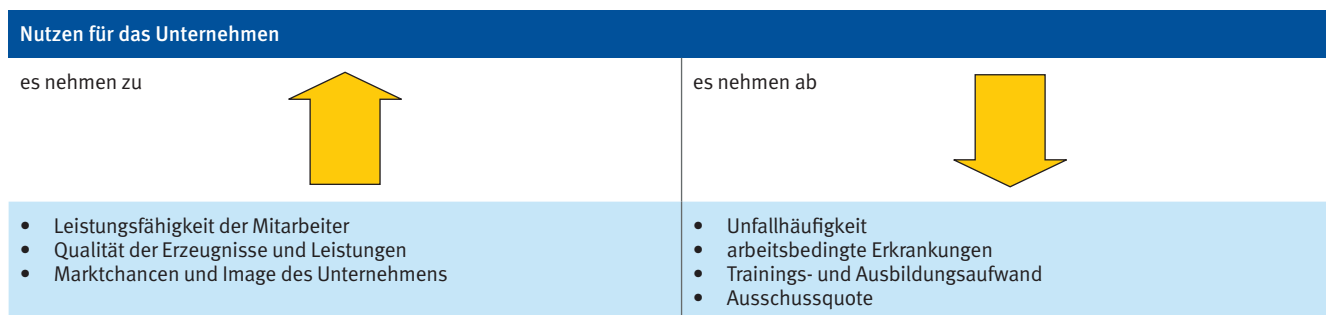 Nutzen für das Unternehmen
es nehmen zu
es nehmen ab
• Leistungsfähigkeit der Mitarbeiter
• Qualität der Erzeugnisse und Leistungen
• Marktchancen und Image des Unternehmens
• Unfallhäufigkeit
• arbeitsbedingte Erkrankungen
• Trainings- und Ausbildungsaufwand
• Ausschussquote